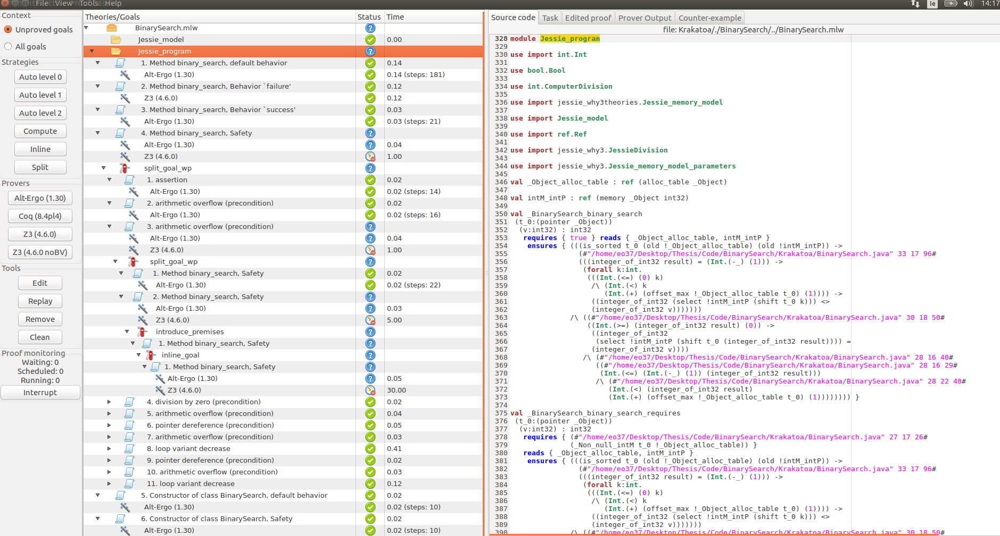 File View Tools Help
Ie 14:17
Context
Unproved goals
All goals
Strategies
Auto level 0
Auto level 1
Auto level 2
Compute
Inline
Split
Provers
Alt-Ergo (1.30)
Coq (8.4pl4)
Z3 (4.6.0)
Z3 (4.6.0 noBV)
Tools
Edit
Replay
Remove
Clean
Proof monitoring
Waiting: 0
Scheduled: 0
Running: 0
Interrupt
Theories/Goals Status Time
BinarySearch.mlw
Jessie_model 0.00
Jessie_program
1. Method binary_search, default behavior 0.14
Alt-Ergo (1.30) 0.14 (steps: 181)
2. Method binary_search, Behavior `failure' 0.12
Z3 (4.6.0) 0.12
3. Method binary_search, Behavior `success' 0.03
Alt-Ergo (1.30) 0.03 (steps: 21)
4. Method binary_search, Safety
Alt-Ergo (1.30) 0.04
Z3 (4.6.0) 1.00
split_goal_wp
1. assertion 0.02
Alt-Ergo (1.30) 0.02 (steps: 14)
2. arithmetic overflow (precondition) 0.02
Alt-Ergo (1.30) 0.02 (steps: 16)
3. arithmetic overflow (precondition)
Alt-Ergo (1.30) 0.04
Z3 (4.6.0) 1.00
split_goal_wp
1. Method binary_search, Safety 0.02
Alt-Ergo (1.30) 0.02 (steps: 22)
2. Method binary_search, Safety
Alt-Ergo (1.30) 0.03
Z3 (4.6.0) 5.00
introduce_premises
1. Method binary_search, Safety
inline_goal
1. Method binary_search, Safety
Alt-Ergo (1.30) 0.05
Z3 (4.6.0) 30.00
4. division by zero (precondition) 0.02
5. arithmetic overflow (precondition) 0.04
6. pointer dereference (precondition) 0.05
7. arithmetic overflow (precondition) 0.03
8. loop variant decrease 0.41
9. pointer dereference (precondition) 0.02
10. arithmetic overflow (precondition) 0.03
11. loop variant decrease 0.12
5. Constructor of class BinarySearch, default behavior 0.02
Alt-Ergo (1.30) 0.02 (steps: 10)
6. Constructor of class BinarySearch, Safety 0.02
Alt-Ergo (1.30) 0.02 (steps: 10)
Source code Task Edited proof Prover Output Counter-example
file: Krakatoa/./BinarySearch/../BinarySearch.mlw
328 module Jessie_program
329
330 use import int.Int
331
332 use bool.Bool
333
334 use int.ComputerDivision
335
336 use import jessie_why3theories.Jessie_memory_model
337
338 use import Jessie_model
339
340 use import ref.Ref
341
342 use import jessie_why3.JessieDivision
343
344 use import jessie_why3.Jessie_memory_model_parameters
345
346 val _Object_alloc_table : ref (alloc_table _Object)
347
348 val intM_intP : ref (memory _Object int32)
349
350 val _BinarySearch_binary_search
351 (t_0:(pointer _Object))
352 (v:int32) : int32
353 requires { true } reads { _Object_alloc_table, intM_intP }
354 ensures { (((is_sorted t_0 (old !_Object_alloc_table) (old !intM_intP)) ->
355 (#"/home/eo37/Desktop/Thesis/Code/BinarySearch/Krakatoa/BinarySearch.java" 33 17 96#
356 (((integer_of_int32 result) = (Int.(-_) (1))) ->
357 (forall k:int.
358 (((Int.(<=) (0) k)
359 /\ (Int.(<) k
360 (Int.(+) (offset_max !_Object_alloc_table t_0) (1)))) ->
361 ((integer_of_int32 (select !intM_intP (shift t_0 k))) <>
362 (integer_of_int32 v)))))))
363 /\ ((#"/home/eo37/Desktop/Thesis/Code/BinarySearch/Krakatoa/BinarySearch.java" 30 18 50#
364 ((Int.(>=) (integer_of_int32 result) (0)) ->
365 ((integer_of_int32
366 (select !intM_intP (shift t_0 (integer_of_int32 result)))) =
367 (integer_of_int32 v))))
368 /\ (#"/home/eo37/Desktop/Thesis/Code/BinarySearch/Krakatoa/BinarySearch.java" 28 16 40#
369 ((#"/home/eo37/Desktop/Thesis/Code/BinarySearch/Krakatoa/BinarySearch.java" 28 16 29#
370 (Int.(<=) (Int.(-_) (1)) (integer_of_int32 result)))
371 /\ (#"/home/eo37/Desktop/Thesis/Code/BinarySearch/Krakatoa/BinarySearch.java" 28 22 40#
372 (Int.(<) (integer_of_int32 result)
373 (Int.(+) (offset_max !_Object_alloc_table t_0) (1)))))))) }
374
375 val _BinarySearch_binary_search_requires
376 (t_0:(pointer _Object))
377 (v:int32) : int32
378 requires { (#"/home/eo37/Desktop/Thesis/Code/BinarySearch/Krakatoa/BinarySearch.java" 27 17 26#
379 (_Non_null_intM t_0 !_Object_alloc_table)) }
380 reads { _Object_alloc_table, intM_intP }
381 ensures { (((is_sorted t_0 (old !_Object_alloc_table) (old !intM_intP)) ->
382 (#"/home/eo37/Desktop/Thesis/Code/BinarySearch/Krakatoa/BinarySearch.java" 33 17 96#
383 (((integer_of_int32 result) = (Int.(-_) (1))) ->
384 (forall k:int.
385 (((Int.(<=) (0) k)
386 /\ (Int.(<) k
387 (Int.(+) (offset_max !_Object_alloc_table t_0) (1)))) ->
388 ((integer_of_int32 (select !intM_intP (shift t_0 k))) <>
389 (integer_of_int32 v)))))))
390 /\ ((#"/home/eo37/Desktop/Thesis/Code/BinarySearch/Krakatoa/BinarySearch.java" 30 18 50#